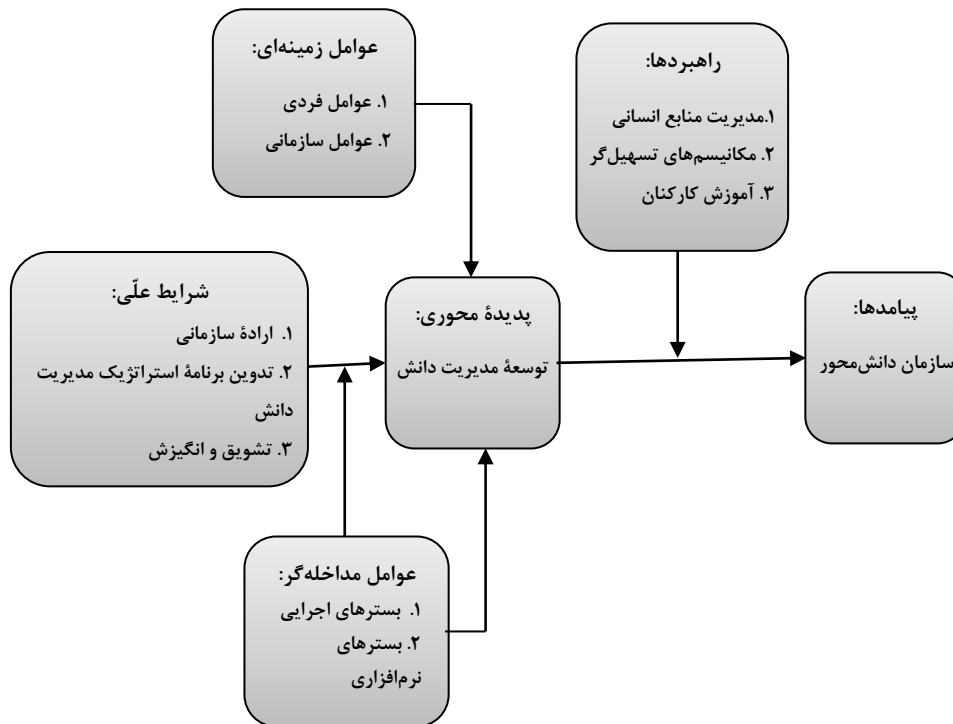 عوامل زمینه‌ای:
۱. عوامل فردی
۲. عوامل سازمانی
راهبردها:
۱.مدیریت منابع انسانی
۲. مکانیسم‌های تسهیل‌گر
۳. آموزش کارکنان
شرایط علّی:
۱. ارادهٔ سازمانی
۲. تدوین برنامهٔ استراتژیک مدیریت
دانش
۳. تشویق و انگیزش
پدیدهٔ محوری:
توسعهٔ مدیریت دانش
پیامدها:
سازمان دانش‌محور
عوامل مداخله‌گر:
۱. بسترهای اجرایی
۲. بسترهای
نرم‌افزاری